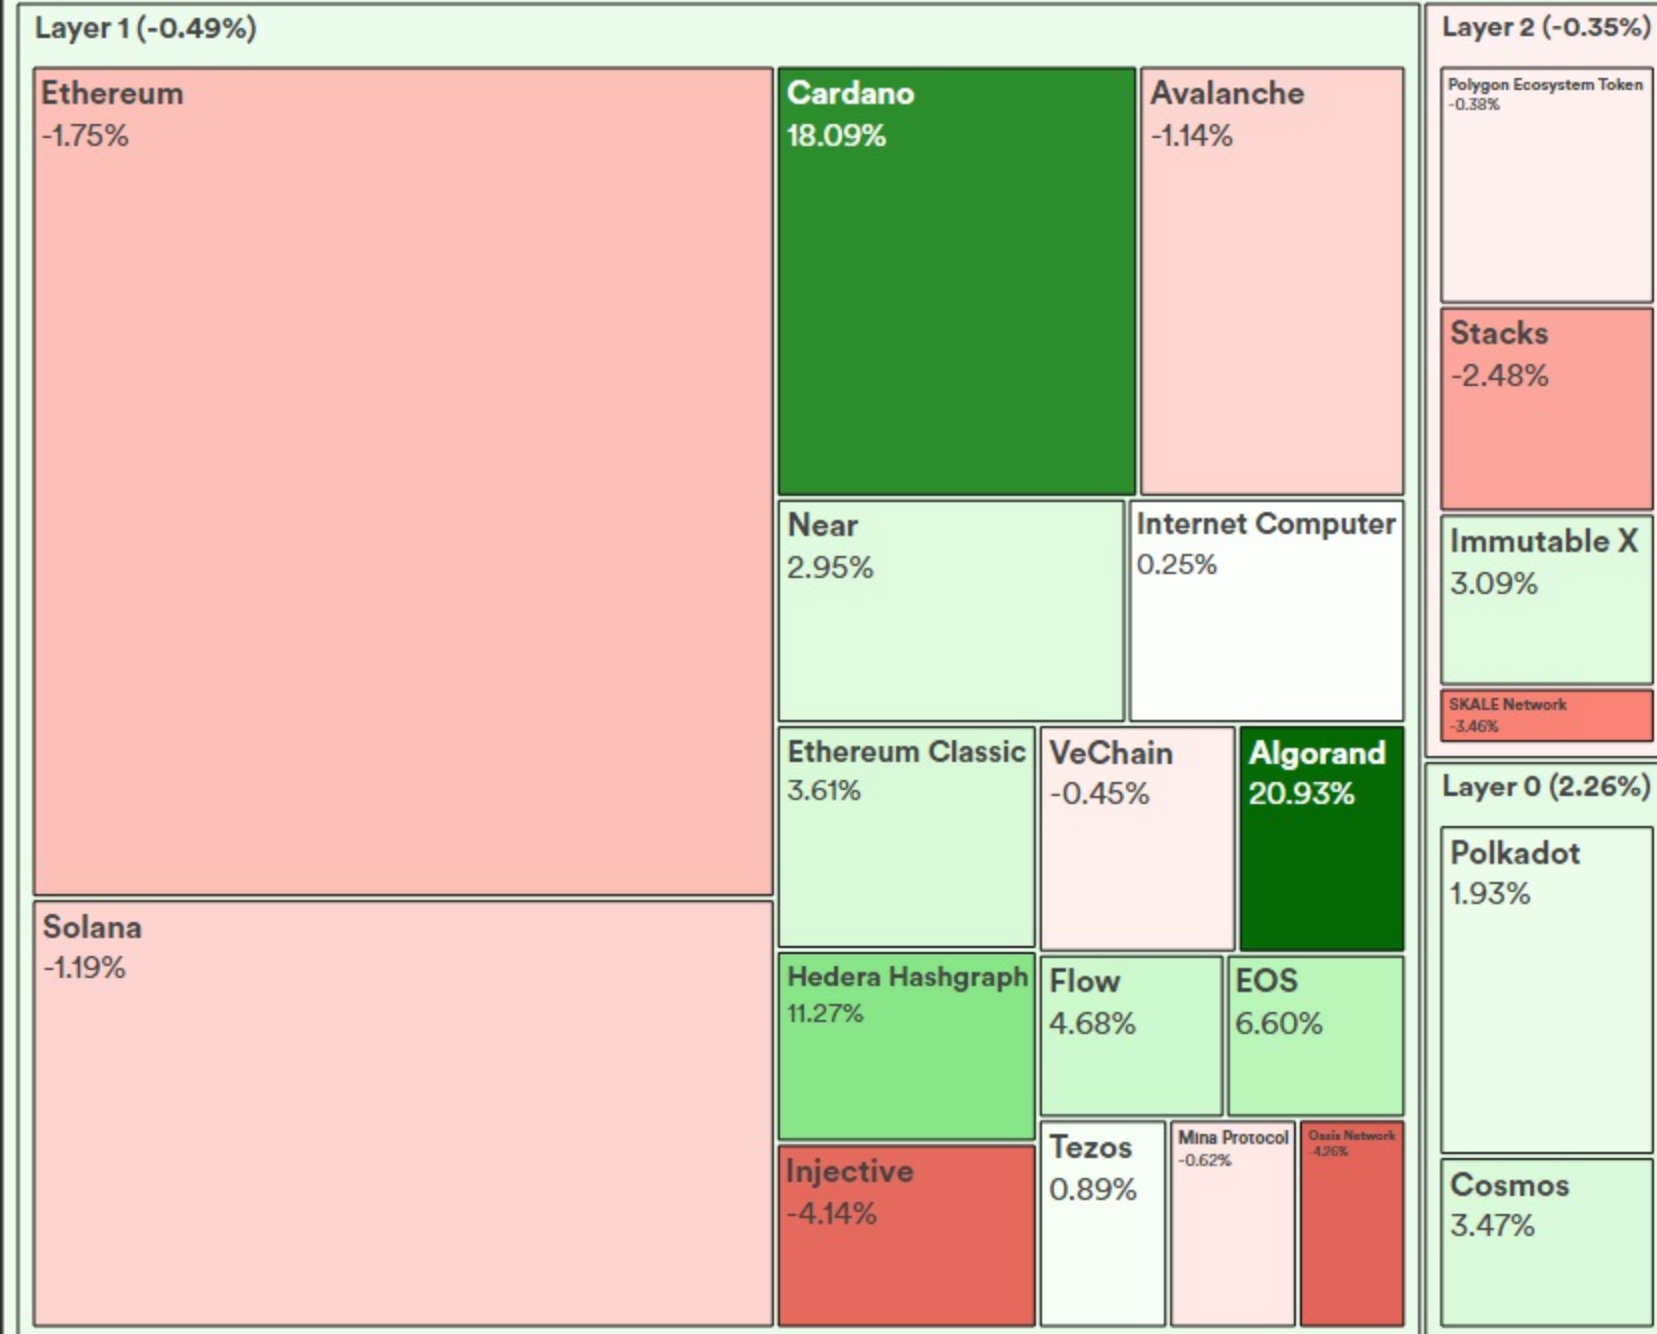 Layer 1 (-0.49%)
Ethereum
-1.75%
Solana
-1.19%
Cardano
18.09%
Avalanche
-1.14%
Near
2.95%
Internet Computer
0.25%
Ethereum Classic
3.61%
VeChain
-0.45%
Algorand
20.93%
Hedera Hashgraph
11.27%
Flow
4.68%
EOS
6.60%
Injective
-4.14%
Tezos
0.89%
Mina Protocol
-0.62%
Oasis Network
-4.26%
Layer 2 (-0.35%)
Polygon Ecosystem Token
-0.38%
Stacks
-2.48%
Immutable X
3.09%
SKALE Network
-3.46%
Layer 0 (2.26%)
Polkadot
1.93%
Cosmos
3.47%